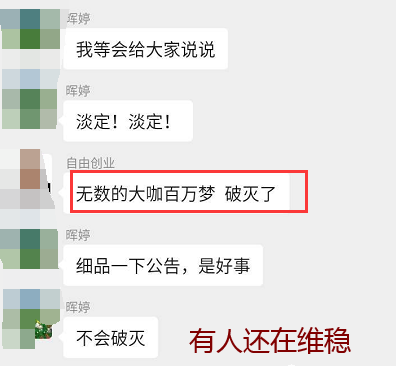 晖婷
我等会给大家说说
晖婷
淡定！淡定！
自由创业
无数的大咖百万梦 破灭了
晖婷
细品一下公告，是好事
晖婷
不会破灭
有人还在维稳